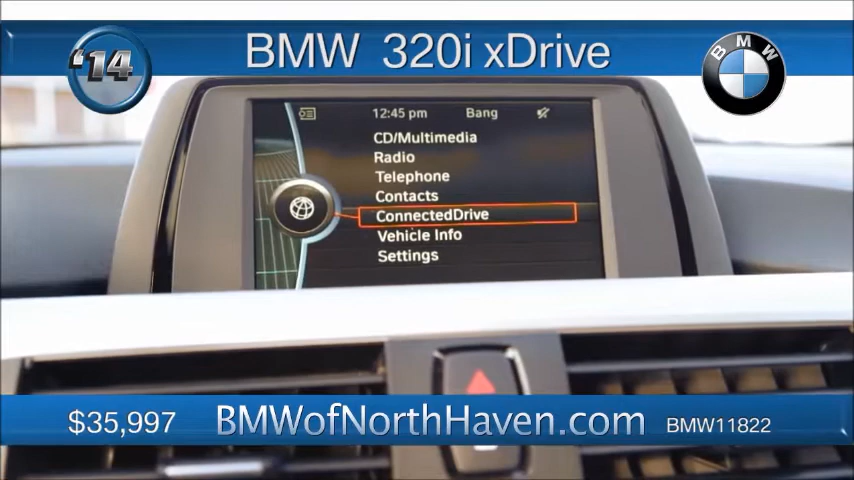 '14
BMW 320i xDrive
BMW
12:45 pm Bang
CD/Multimedia
Radio
Telephone
Contacts
ConnectedDrive
Vehicle Info
Settings
$35,997 BMWofNorthHaven.com BMW11822